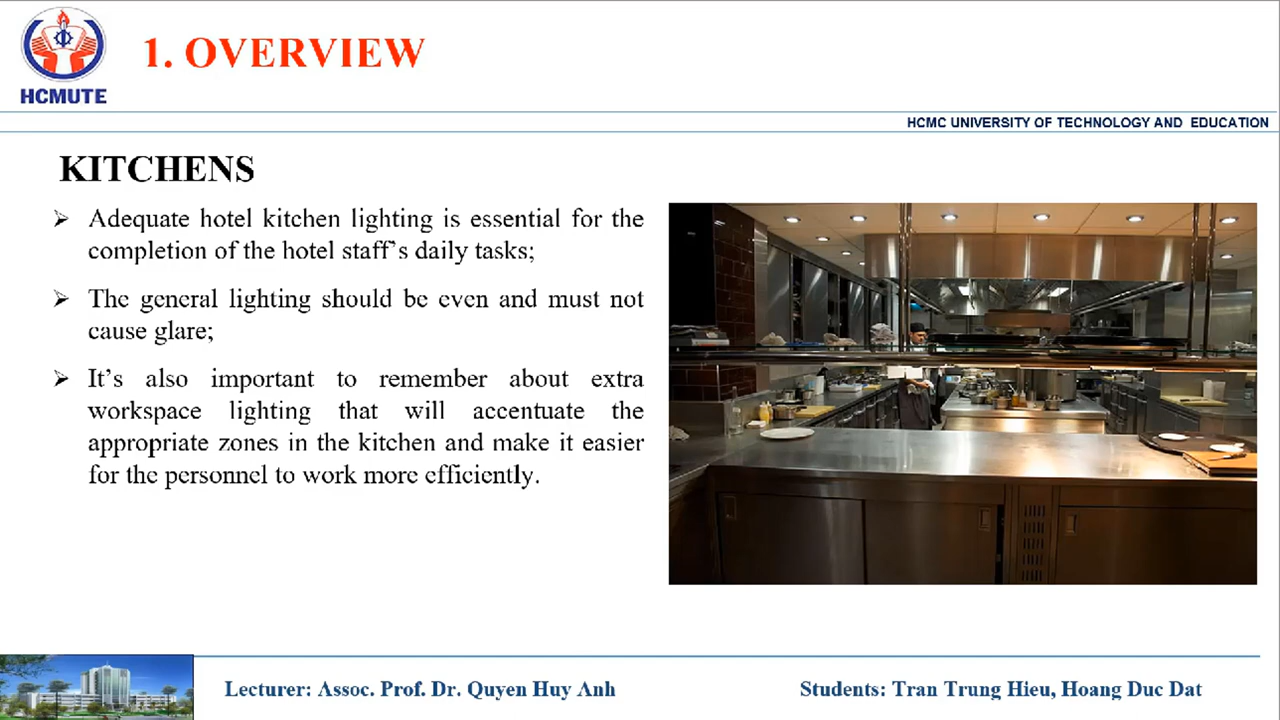 1. OVERVIEW
HCMUTE
HCMC UNIVERSITY OF TECHNOLOGY AND EDUCATION
KITCHENS
➢ Adequate hotel kitchen lighting is essential for the
completion of the hotel staff’s daily tasks;
➢ The general lighting should be even and must not
cause glare;
➢ It’s also important to remember about extra
workspace lighting that will accentuate the
appropriate zones in the kitchen and make it easier
for the personnel to work more efficiently.
Lecturer: Assoc. Prof. Dr. Quyen Huy Anh
Students: Tran Trung Hieu, Hoang Duc Dat